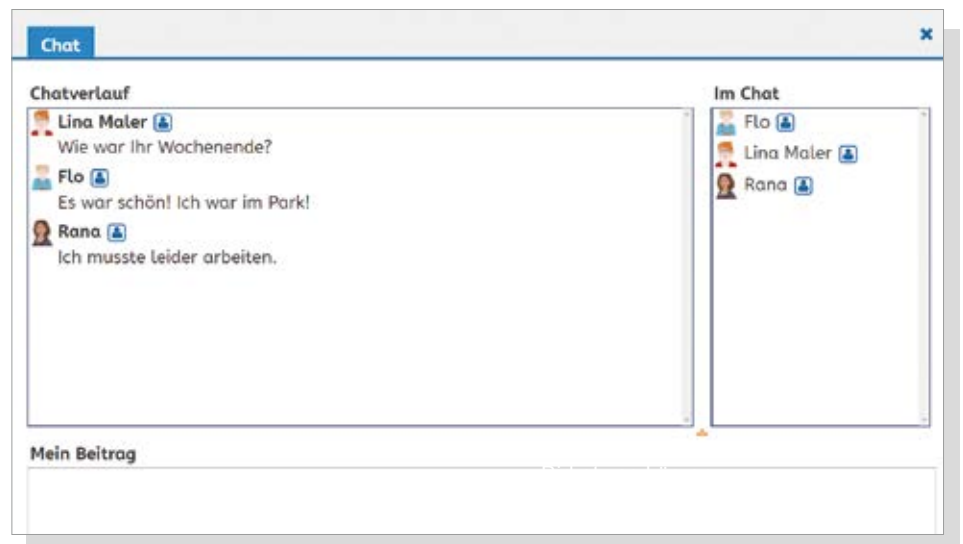 Chat
Chatverlauf
Lina Maler
Wie war Ihr Wochenende?
Flo
Es war schön! Ich war im Park!
Rana
Ich musste leider arbeiten.
Im Chat
Flo
Lina Maler
Rana
Mein Beitrag